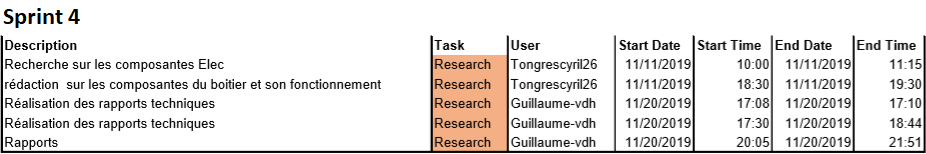 Sprint 4
Description Task User Start Date Start Time End Date End Time
Recherche sur les composantes Elec Research Tongrescyril26 11/11/2019 10:00 11/11/2019 11:15
rédaction  sur les composantes du boitier et son fonctionnement Research Tongrescyril26 11/11/2019 18:30 11/11/2019 19:30
Réalisation des rapports techniques Research Guillaume-vdh 11/20/2019 17:08 11/20/2019 17:10
Réalisation des rapports techniques Research Guillaume-vdh 11/20/2019 17:30 11/20/2019 18:44
Rapports Research Guillaume-vdh 11/20/2019 20:05 11/20/2019 21:51